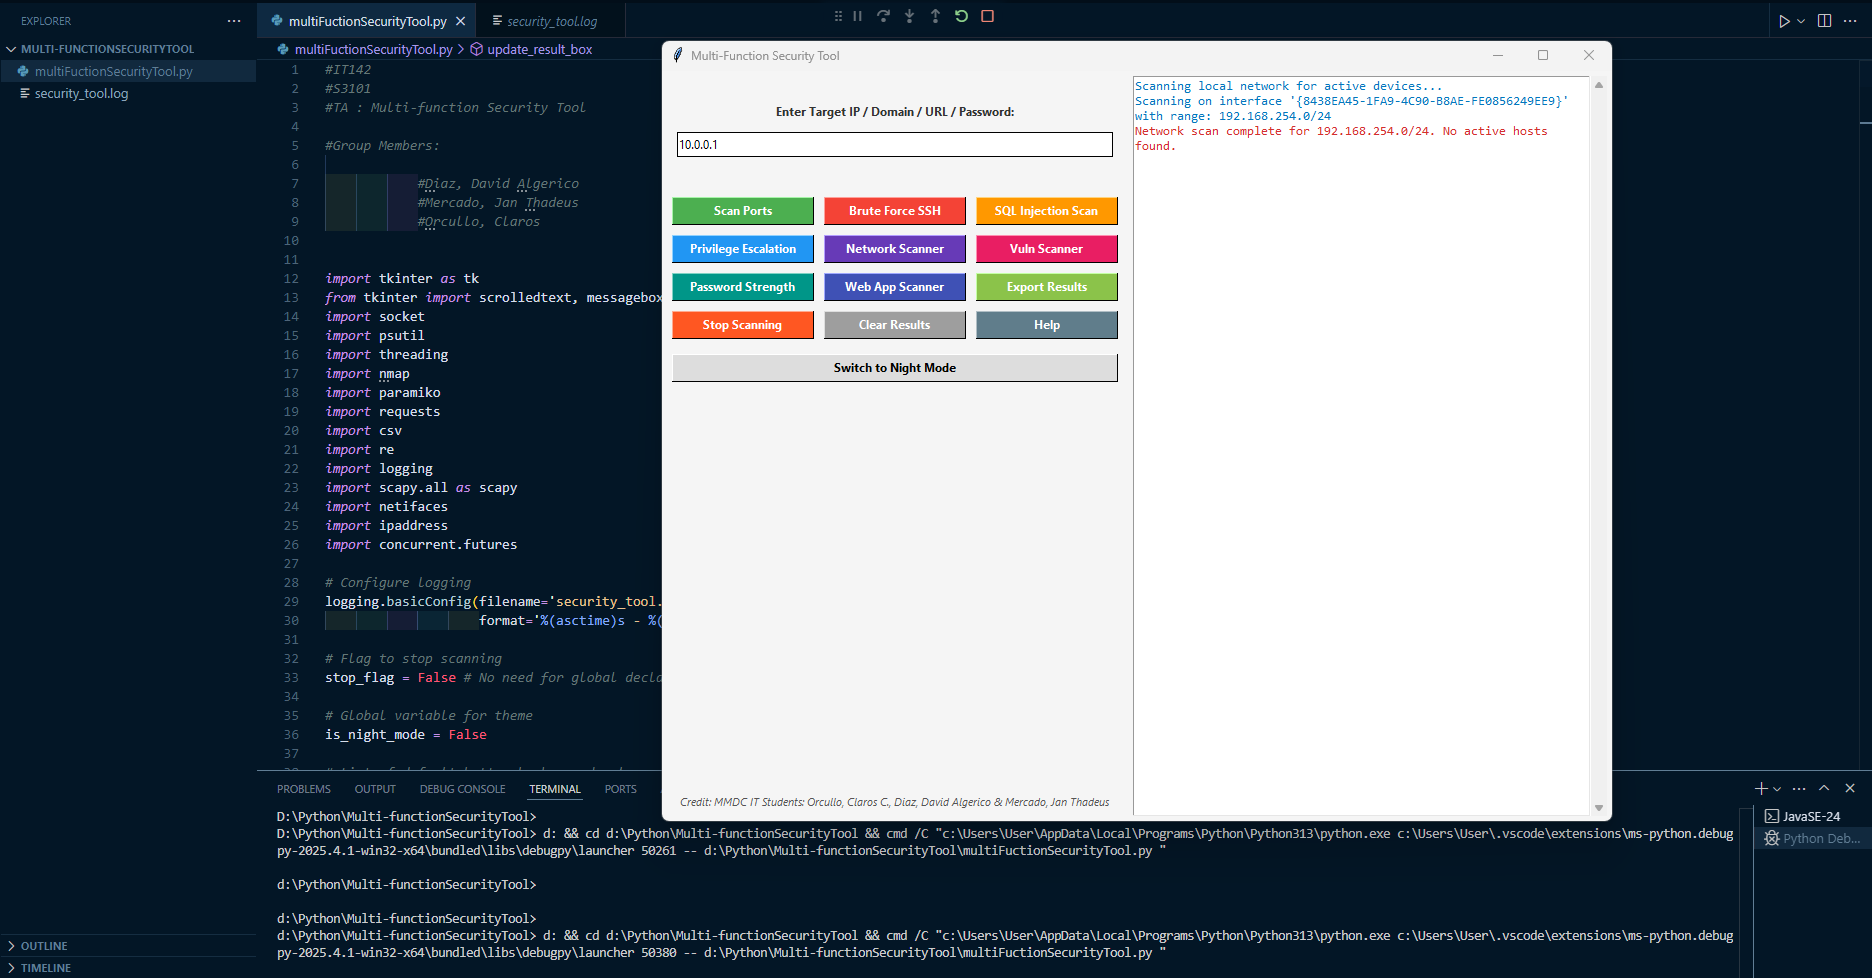 EXPLORER
multiFuctionSecurityTool.py
security_tool.log
MULTI-FUNCTIONSECURITYTOOL
multiFuctionSecurityTool.py
security_tool.log
multiFuctionSecurityTool.py > update_result_box
1 #IT142
2 #S3101
3 #TA : Multi-function Security Tool
4
5 #Group Members:
6
7 #Diaz, David Algerico
8 #Mercado, Jan Thadeus
9 #Orcullo, Claros
10
11
12 import tkinter as tk
13 from tkinter import scrolledtext, messagebox
14 import socket
15 import psutil
16 import threading
17 import nmap
18 import paramiko
19 import requests
20 import csv
21 import re
22 import logging
23 import scapy.all as scapy
24 import netifaces
25 import ipaddress
26 import concurrent.futures
27
28 # Configure logging
29 logging.basicConfig(filename='security_tool.
30 format='%(asctime)s - %(
31
32 # Flag to stop scanning
33 stop_flag = False # No need for global decla
34
35 # Global variable for theme
36 is_night_mode = False
37
Multi-Function Security Tool
Enter Target IP / Domain / URL / Password:
10.0.0.1
Scan Ports Brute Force SSH SQL Injection Scan
Privilege Escalation Network Scanner Vuln Scanner
Password Strength Web App Scanner Export Results
Stop Scanning Clear Results Help
Switch to Night Mode
Credit: MMDC IT Students: Orcullo, Claros C., Diaz, David Algerico & Mercado, Jan Thadeus
Scanning local network for active devices...
Scanning on interface '{8438EA45-1FA9-4C90-B8AE-FE0856249EE9}'
with range: 192.168.254.0/24
Network scan complete for 192.168.254.0/24. No active hosts
found.
PROBLEMS OUTPUT DEBUG CONSOLE TERMINAL PORTS
D:\Python\Multi-functionSecurityTool>
D:\Python\Multi-functionSecurityTool> d: && cd d:\Python\Multi-functionSecurityTool && cmd /C "c:\Users\User\AppData\Local\Programs\Python\Python313\python.exe c:\Users\User\.vscode\extensions\ms-python.debug
py-2025.4.1-win32-x64\bundled\libs\debugpy\launcher 50261 -- d:\Python\Multi-functionSecurityTool\multiFuctionSecurityTool.py "
d:\Python\Multi-functionSecurityTool>
d:\Python\Multi-functionSecurityTool>
d:\Python\Multi-functionSecurityTool> d: && cd d:\Python\Multi-functionSecurityTool && cmd /C "c:\Users\User\AppData\Local\Programs\Python\Python313\python.exe c:\Users\User\.vscode\extensions\ms-python.debug
py-2025.4.1-win32-x64\bundled\libs\debugpy\launcher 50380 -- d:\Python\Multi-functionSecurityTool\multiFuctionSecurityTool.py "
JavaSE-24
Python Deb...
OUTLINE
TIMELINE